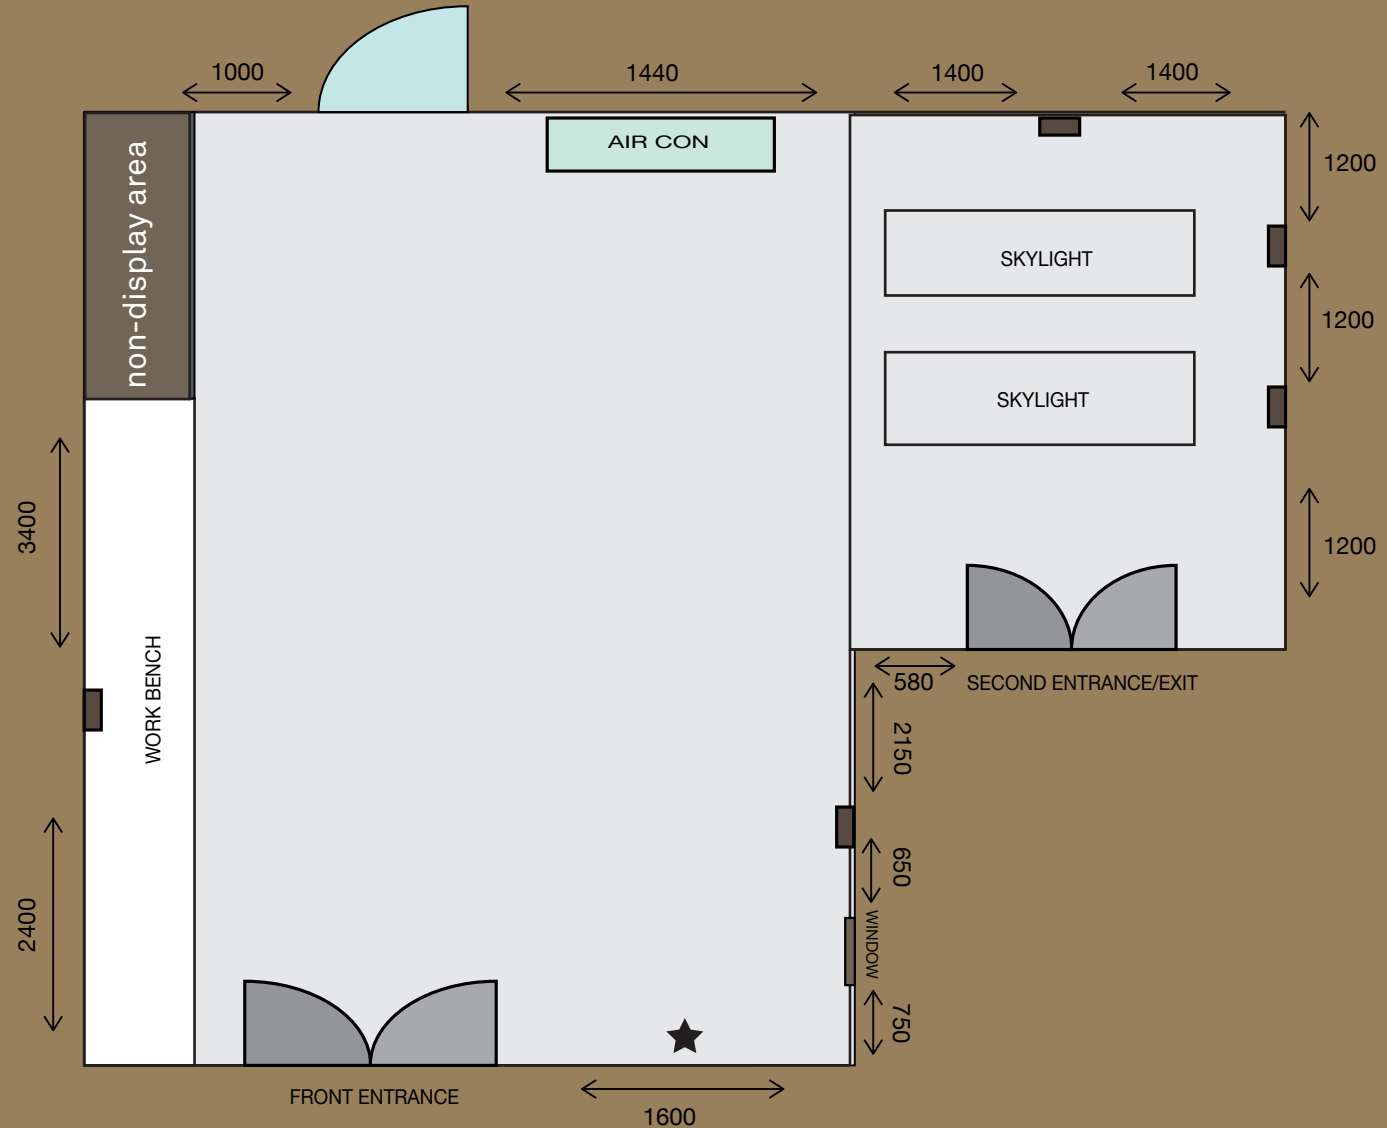 1000
1440
1400
1400
AIR CON
non-display area
1200
SKYLIGHT
1200
SKYLIGHT
3400
1200
WORK BENCH
580
SECOND ENTRANCE/EXIT
2150
650
2400
WINDOW
750
FRONT ENTRANCE
1600